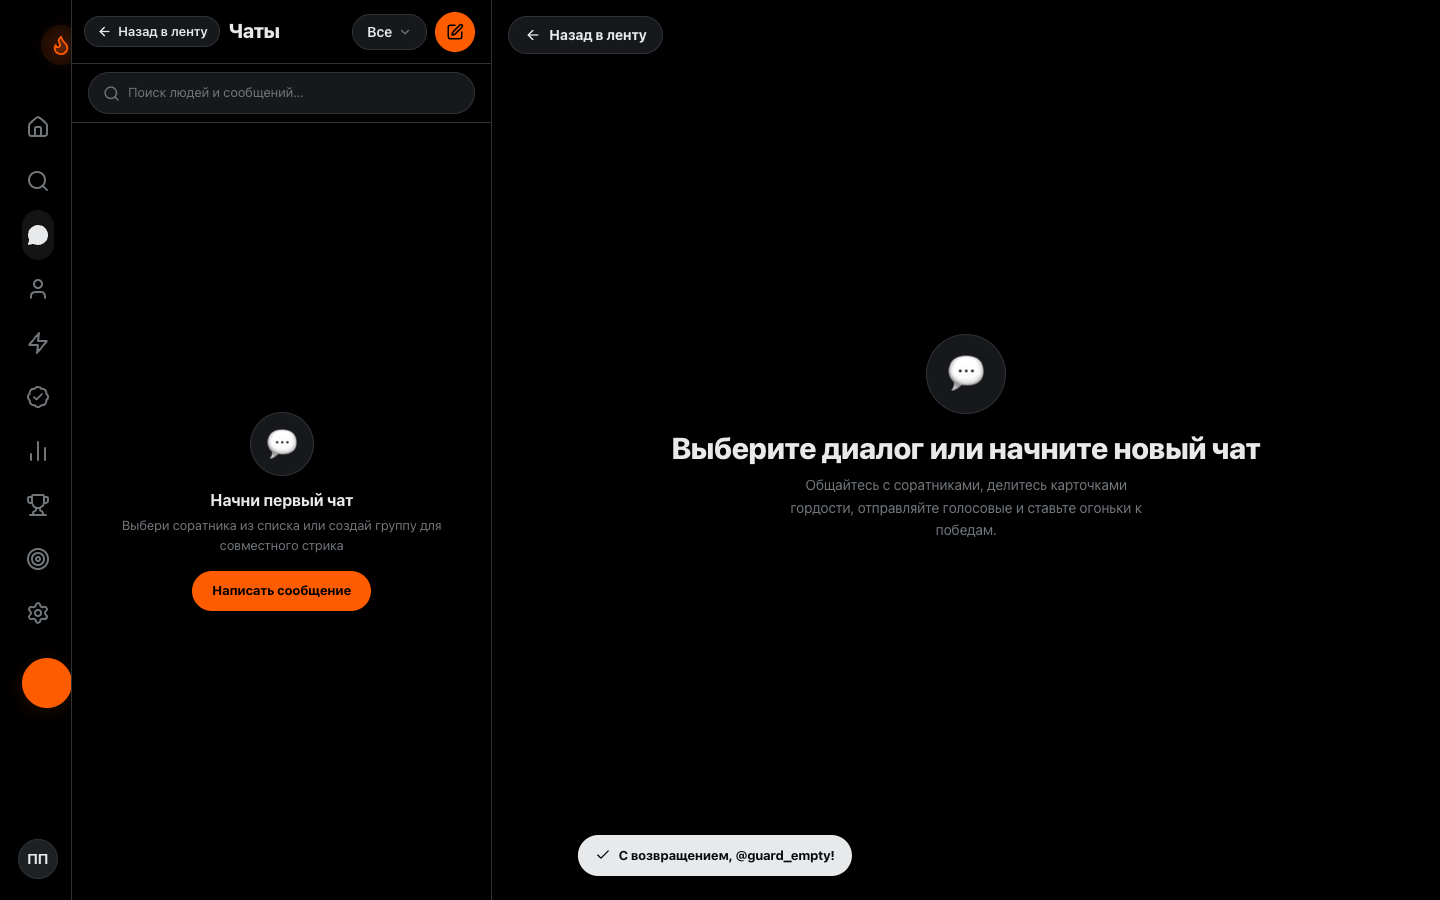 Назад в ленту
Чаты
Все
Поиск людей и сообщений...
Начни первый чат
Выбери соратника из списка или создай группу для
совместного стрика
Написать сообщение
ПП
Назад в ленту
Выберите диалог или начните новый чат
Общайтесь с соратниками, делитесь карточками
гордости, отправляйте голосовые и ставьте огоньки к
победам.
С возвращением, @guard_empty!